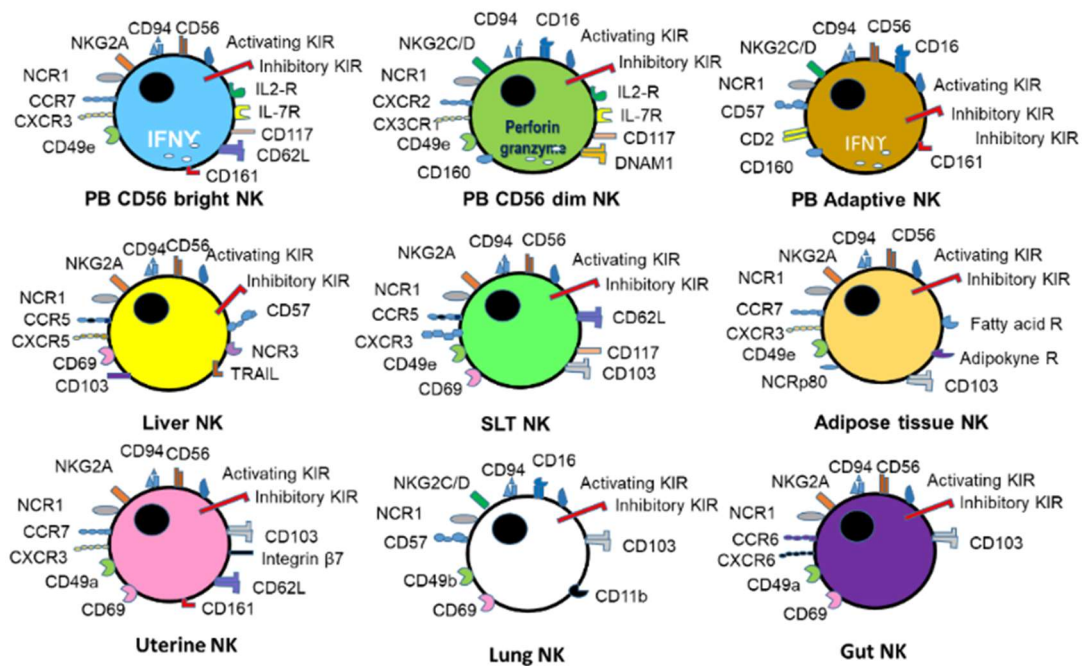 CD94
CD56
NKG2A
Activating KIR
Inhibitory KIR
NCR1
IL2-R
CCR7
IL-7R
CXCR3
CD117
CD49e
CD62L
CD161
IFNϒ
PB CD56 bright NK
CD94
CD16
NKG2C/D
Activating KIR
Inhibitory KIR
NCR1
IL2-R
CXCR2
IL-7R
CX3CR1
CD117
CD49e
DNAM1
CD160
Perforin
granzyme
PB CD56 dim NK
CD94
CD56
NKG2C/D
CD16
NCR1
Activating KIR
CD57
Inhibitory KIR
CD2
Inhibitory KIR
CD160
CD161
IFNϒ
PB Adaptive NK
CD94
CD56
NKG2A
Activating KIR
Inhibitory KIR
NCR1
CD57
CCR5
CXCR5
NCR3
CD69
TRAIL
CD103
Liver NK
CD94
CD56
NKG2A
Activating KIR
Inhibitory KIR
NCR1
CCR5
CD62L
CXCR3
CD117
CD49e
CD103
CD69
SLT NK
CD94
CD56
NKG2A
Activating KIR
Inhibitory KIR
NCR1
CCR7
Fatty acid R
CXCR3
CD49e
Adipokyne R
NCRp80
CD103
Adipose tissue NK
CD94
CD56
NKG2A
Activating KIR
Inhibitory KIR
NCR1
CCR7
CD103
CXCR3
Integrin β7
CD49a
CD62L
CD69
CD161
Uterine NK
CD94
CD16
NKG2C/D
Activating KIR
Inhibitory KIR
NCR1
CD57
CD103
CD49b
CD69
CD11b
Lung NK
CD94
CD56
NKG2A
Activating KIR
Inhibitory KIR
NCR1
CCR6
CD103
CXCR6
CD49a
CD69
Gut NK